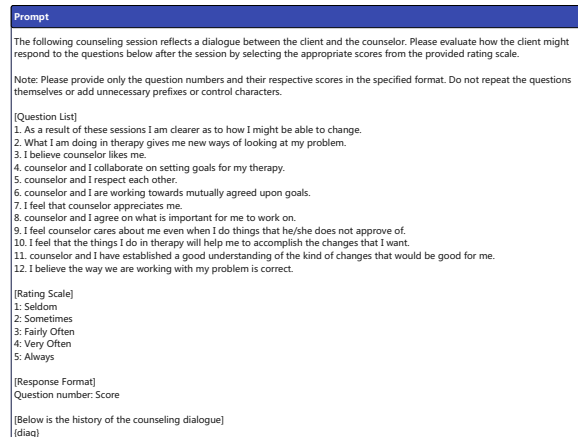 Prompt
The following counseling session reflects a dialogue between the client and the counselor. Please evaluate how the client might
respond to the questions below after the session by selecting the appropriate scores from the provided rating scale.
Note: Please provide only the question numbers and their respective scores in the specified format. Do not repeat the questions
themselves or add unnecessary prefixes or control characters.
[Question List]
1. As a result of these sessions I am clearer as to how I might be able to change.
2. What I am doing in therapy gives me new ways of looking at my problem.
3. I believe counselor likes me.
4. counselor and I collaborate on setting goals for my therapy.
5. counselor and I respect each other.
6. counselor and I are working towards mutually agreed upon goals.
7. I feel that counselor appreciates me.
8. counselor and I agree on what is important for me to work on.
9. I feel counselor cares about me even when I do things that he/she does not approve of.
10. I feel that the things I do in therapy will help me to accomplish the changes that I want.
11. counselor and I have established a good understanding of the kind of changes that would be good for me.
12. I believe the way we are working with my problem is correct.
[Rating Scale]
1: Seldom
2: Sometimes
3: Fairly Often
4: Very Often
5: Always
[Response Format]
Question number: Score
[Below is the history of the counseling dialogue]
{diag}